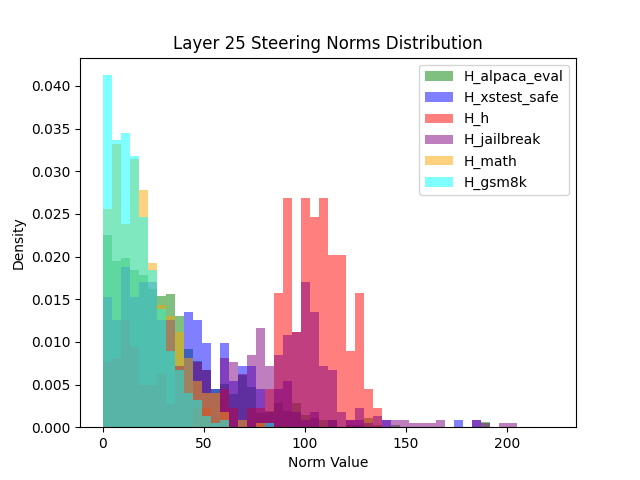 Layer 25 Steering Norms Distribution
0.040
0.035
0.030
0.025
0.020
0.015
0.010
0.005
0.000
Density
H_alpaca_eval
H_xstest_safe
H_h
H_jailbreak
H_math
H_gsm8k
0 50 100 150 200
Norm Value